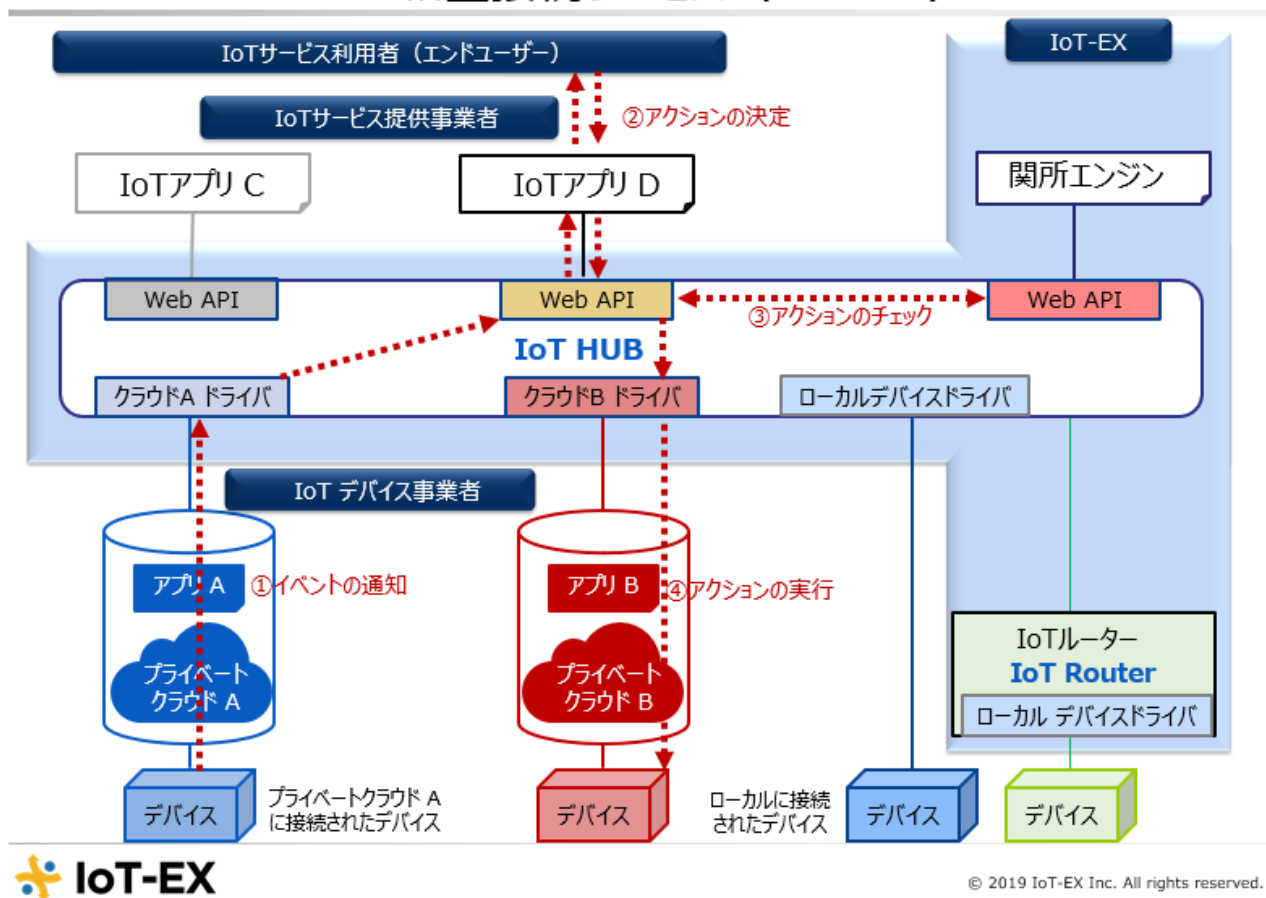 IoTサービス利用者（エンドユーザー）
IoT-EX
IoTサービス提供事業者
②アクションの決定
IoTアプリ C
IoTアプリ D
関所エンジン
Web API
Web API
Web API
③アクションのチェック
IoT HUB
クラウドA ドライバ
クラウドB ドライバ
ローカルデバイスドライバ
IoT デバイス事業者
アプリ A
①イベントの通知
アプリ B
④アクションの実行
プライベート
クラウド A
プライベート
クラウド B
IoTルーター
IoT Router
ローカル デバイスドライバ
デバイス
プライベートクラウド A
に接続されたデバイス
デバイス
ローカルに接続
されたデバイス
デバイス
デバイス
IoT-EX
© 2019 IoT-EX Inc. All rights reserved.